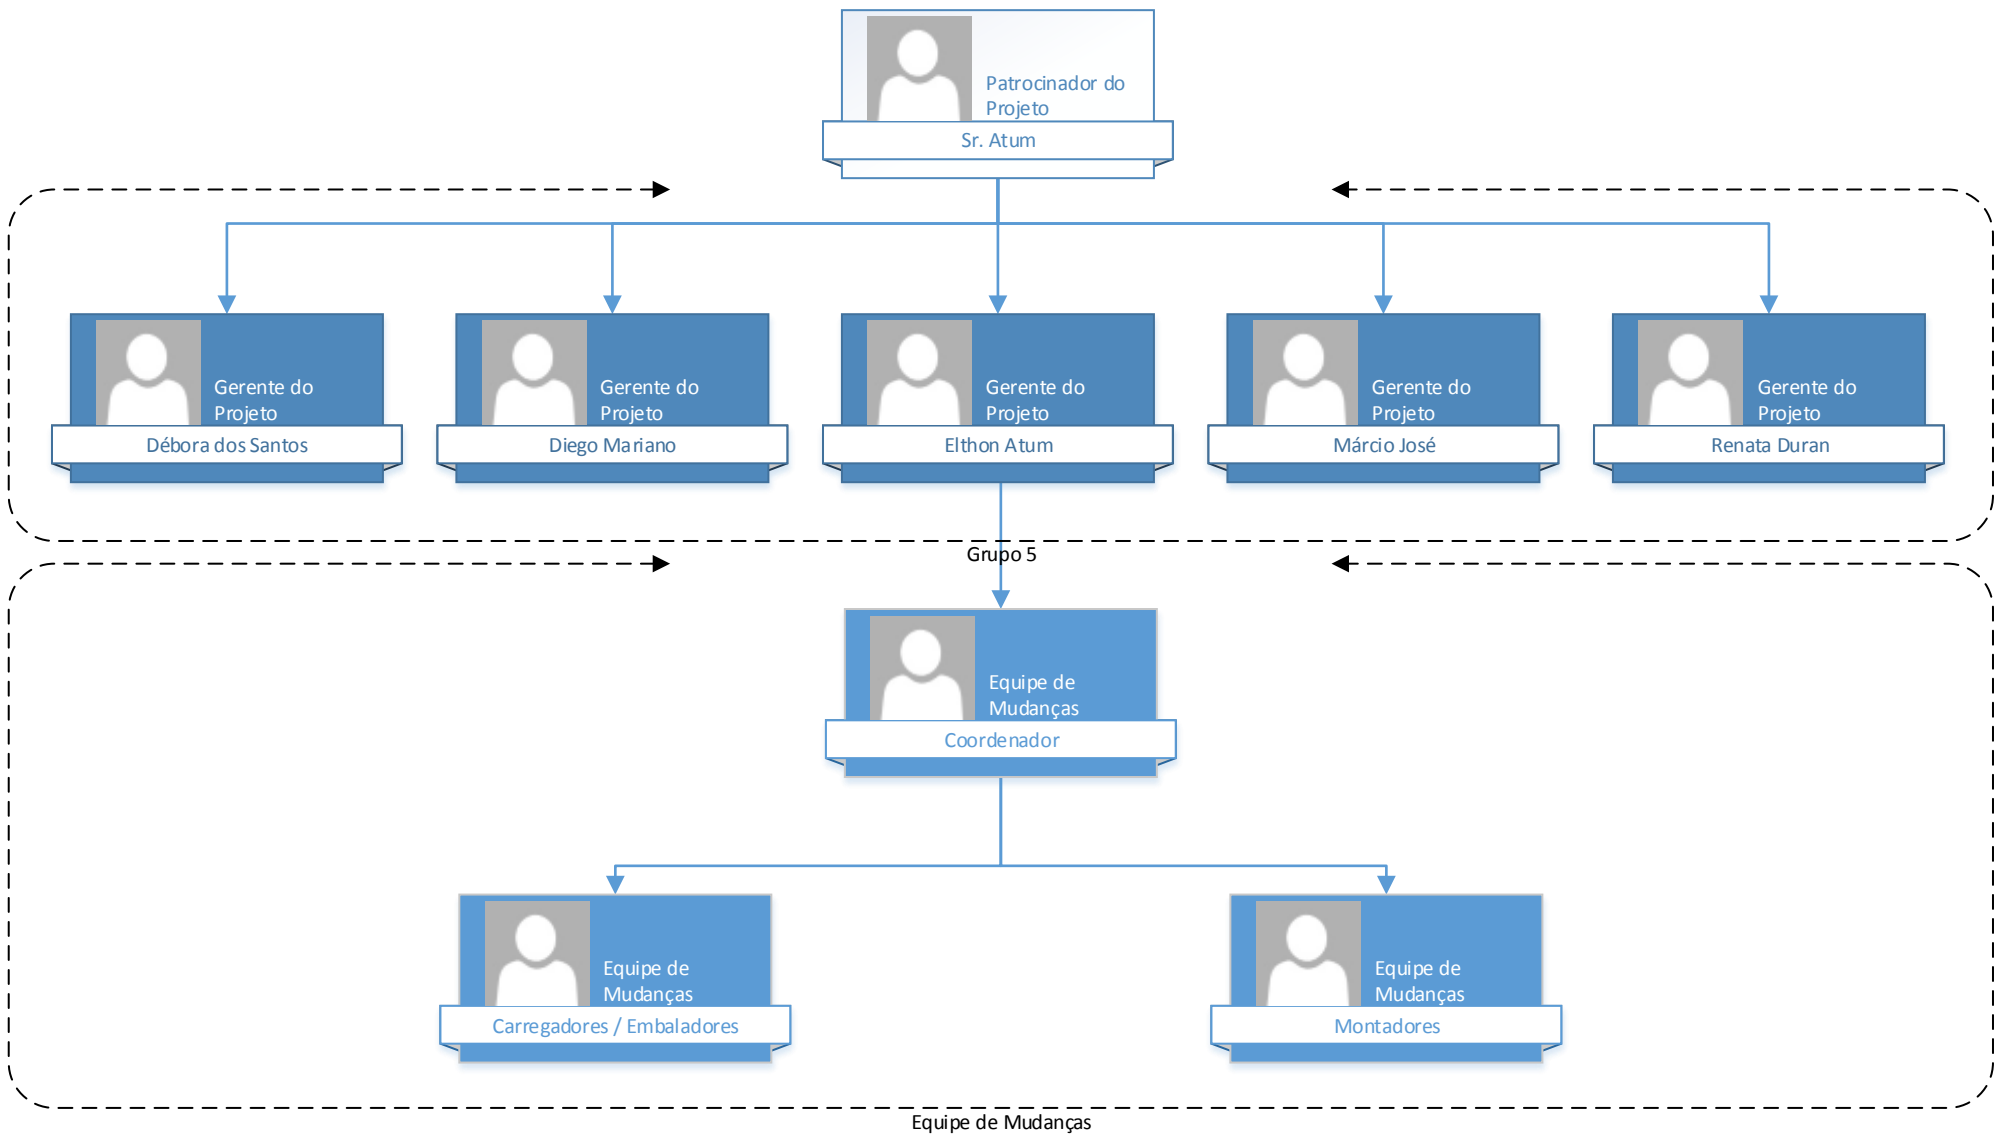 Patrocinador do
Projeto
Sr. Atum
Gerente do
Projeto
Débora dos Santos
Gerente do
Projeto
Diego Mariano
Gerente do
Projeto
Elthon Atum
Gerente do
Projeto
Márcio José
Gerente do
Projeto
Renata Duran
Grupo 5
Equipe de
Mudanças
Coordenador
Equipe de
Mudanças
Carregadores / Embaladores
Equipe de
Mudanças
Montadores
Equipe de Mudanças